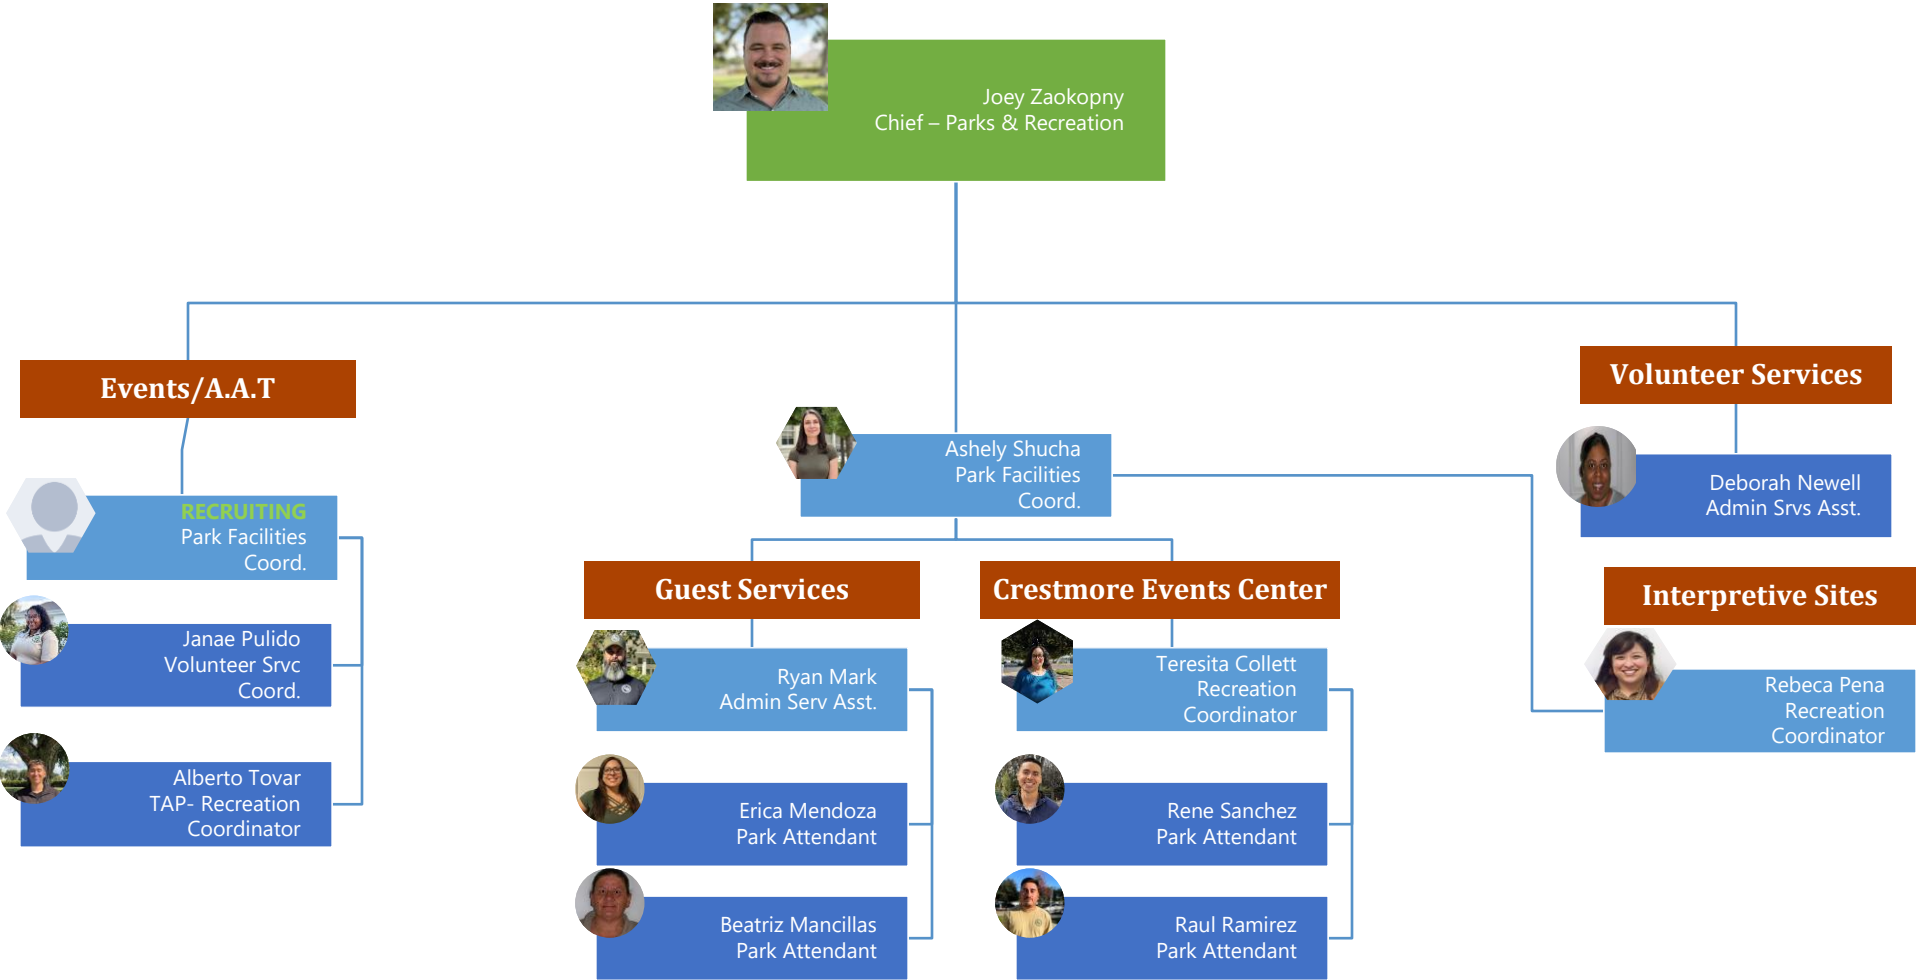 Joey Zaokopny
Chief – Parks & Recreation
Events/A.A.T
RECRUITING
Park Facilities
Coord.
Janae Pulido
Volunteer Srvc
Coord.
Alberto Tovar
TAP- Recreation
Coordinator
Ashely Shucha
Park Facilities
Coord.
Guest Services
Ryan Mark
Admin Serv Asst.
Erica Mendoza
Park Attendant
Beatriz Mancillas
Park Attendant
Crestmore Events Center
Teresita Collett
Recreation
Coordinator
Rene Sanchez
Park Attendant
Raul Ramirez
Park Attendant
Volunteer Services
Deborah Newell
Admin Srvs Asst.
Interpretive Sites
Rebeca Pena
Recreation
Coordinator